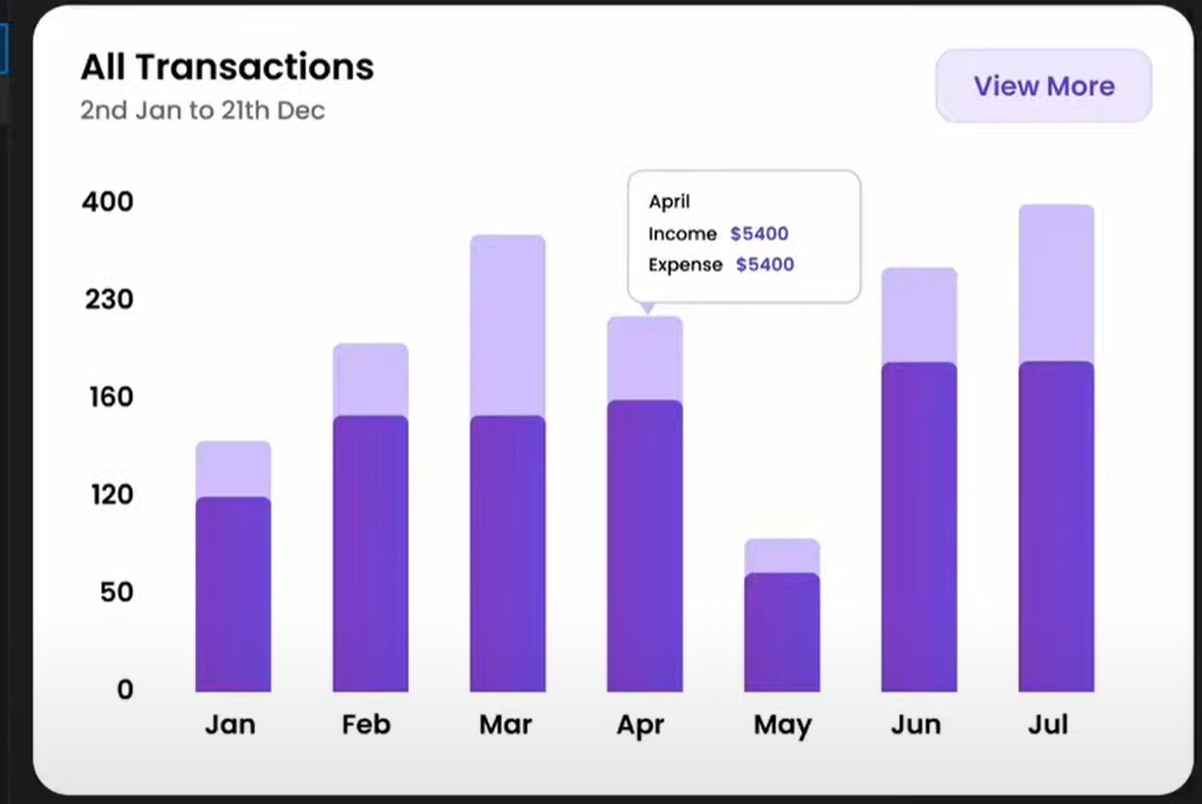 All Transactions
2nd Jan to 21th Dec
View More
400
230
160
120
50
0
April
Income $5400
Expense $5400
Jan Feb Mar Apr May Jun Jul